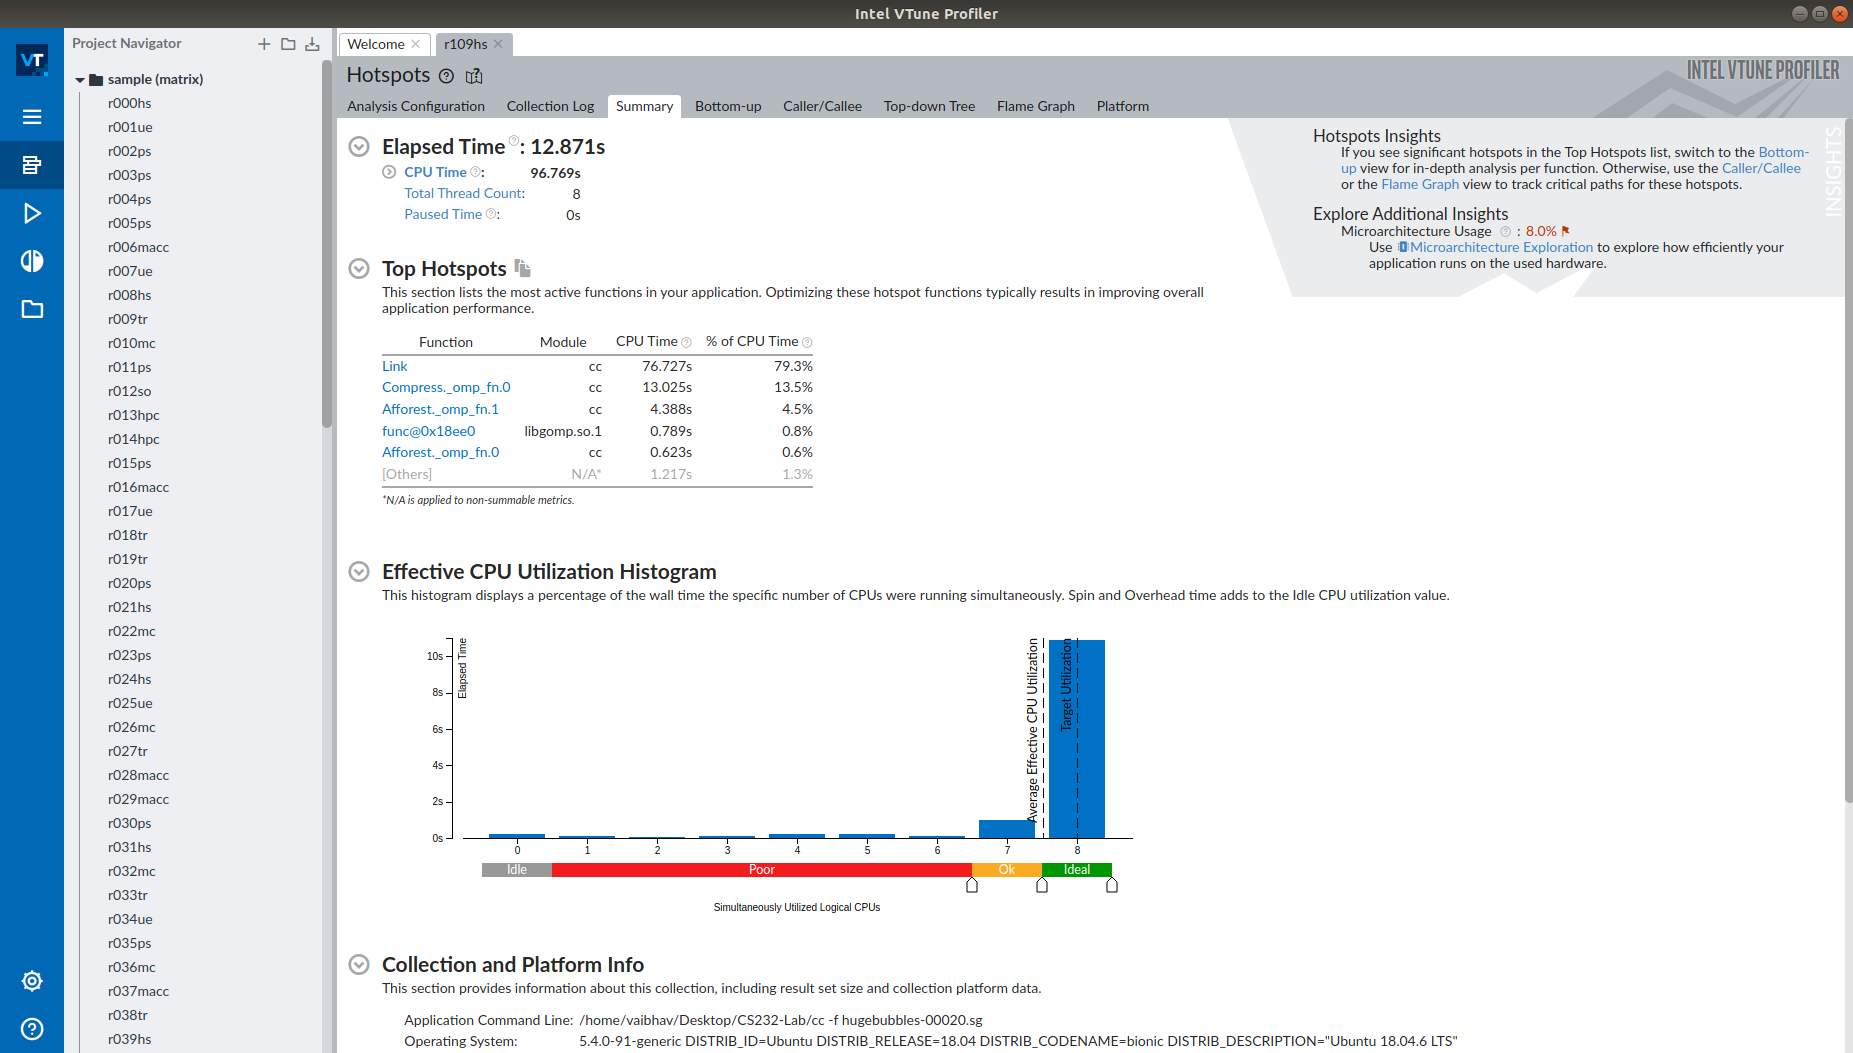 Intel VTune Profiler
VT
Project Navigator
sample (matrix)
r000hs
r001ue
r002ps
r003ps
r004ps
r005ps
r006macc
r007ue
r008hs
r009tr
r010mc
r011ps
r012so
r013hpc
r014hpc
r015ps
r016macc
r017ue
r018tr
r019tr
r020ps
r021hs
r022mc
r023ps
r024hs
r025ue
r026mc
r027tr
r028macc
r029macc
r030ps
r031hs
r032mc
r033tr
r034ue
r035ps
r036mc
r037macc
r038tr
r039hs
Welcome
r109hs
Hotspots
INTEL VTUNE PROFILER
Analysis Configuration Collection Log Summary Bottom-up Caller/Callee Top-down Tree Flame Graph Platform
Elapsed Time : 12.871s
CPU Time : 96.769s
Total Thread Count: 8
Paused Time : 0s
Hotspots Insights
If you see significant hotspots in the Top Hotspots list, switch to the Bottom-
up view for in-depth analysis per function. Otherwise, use the Caller/Callee
or the Flame Graph view to track critical paths for these hotspots.
Explore Additional Insights
Microarchitecture Usage : 8.0%
Use Microarchitecture Exploration to explore how efficiently your
application runs on the used hardware.
INSIGHTS
Top Hotspots
This section lists the most active functions in your application. Optimizing these hotspot functions typically results in improving overall
application performance.
Function Module CPU Time % of CPU Time
Link cc 76.727s 79.3%
Compress._omp_fn.0 cc 13.025s 13.5%
Afforest._omp_fn.1 cc 4.388s 4.5%
func@0x18ee0 libgomp.so.1 0.789s 0.8%
Afforest._omp_fn.0 cc 0.623s 0.6%
[Others] N/A* 1.217s 1.3%
*N/A is applied to non-summable metrics.
Effective CPU Utilization Histogram
This histogram displays a percentage of the wall time the specific number of CPUs were running simultaneously. Spin and Overhead time adds to the Idle CPU utilization value.
Elapsed Time
10s
8s
6s
4s
2s
0s
Average Effective CPU Utilization
Target Utilization
0 1 2 3 4 5 6 7 8
Idle Poor Ok Ideal
Simultaneously Utilized Logical CPUs
Collection and Platform Info
This section provides information about this collection, including result set size and collection platform data.
Application Command Line: /home/vaibhav/Desktop/CS232-Lab/cc -f hugebubbles-00020.sg
Operating System: 5.4.0-91-generic DISTRIB_ID=Ubuntu DISTRIB_RELEASE=18.04 DISTRIB_CODENAME=bionic DISTRIB_DESCRIPTION="Ubuntu 18.04.6 LTS"